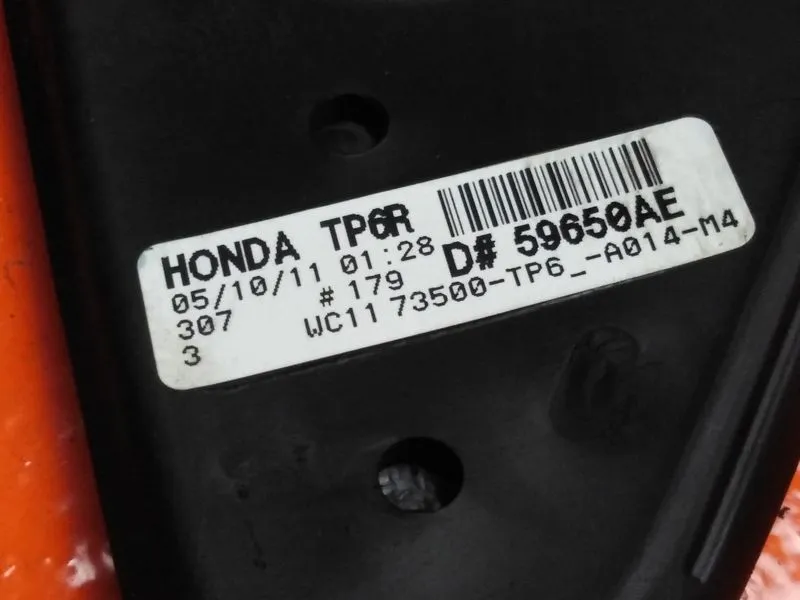 HONDA TP6R
05/10/11 01:28 D# 59650AE
307 # 179
3 WC11 73500-TP6_-A014-M4